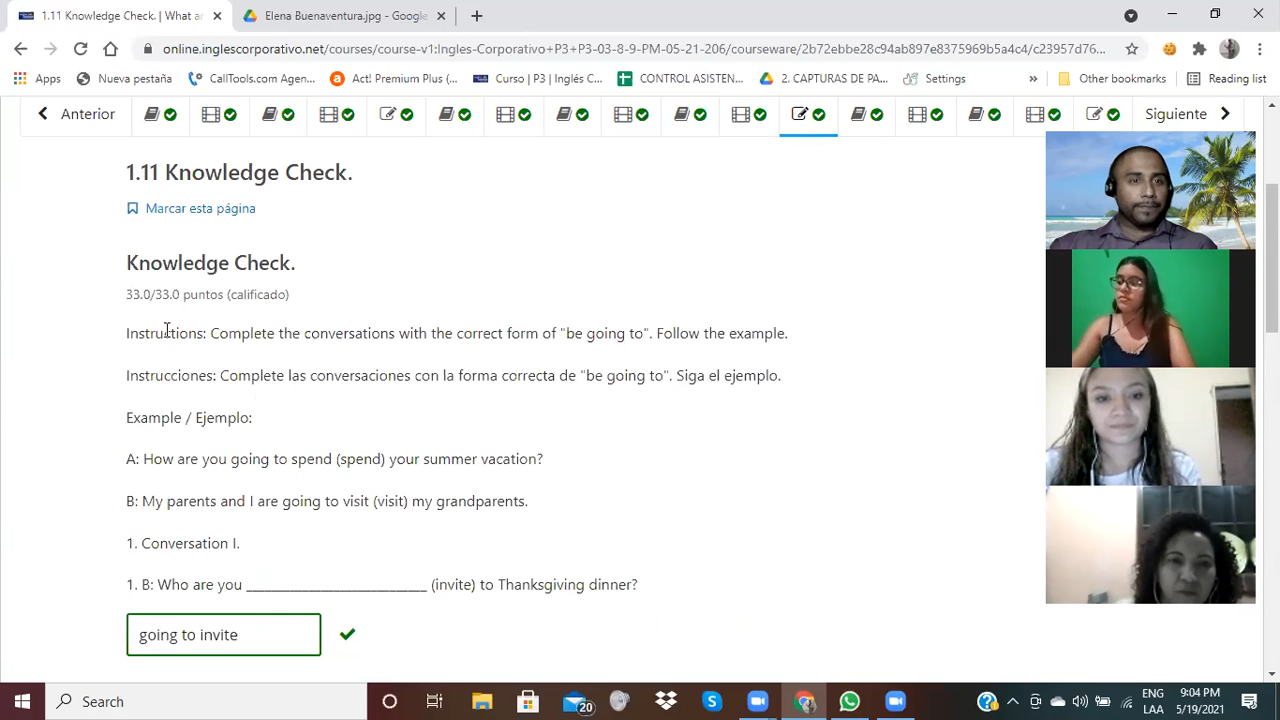 1.11 Knowledge Check. | What ar
Elena Buenaventura.jpg - Google
online.inglescorporativo.net/courses/course-v1:Ingles-Corporativo+P3+P3-03-8-9-PM-05-21-206/courseware/2b72ebbe28c94ab897e8375969b5a4c4/c23957d76...
Apps
Nueva pestaña
CallTools.com Agen...
Act! Premium Plus (...
Curso | P3 | Inglés C...
CONTROL ASISTEN...
2. CAPTURAS DE PA...
Settings
»
Other bookmarks
Reading list
Anterior
Siguiente
1.11 Knowledge Check.
Marcar esta página
Knowledge Check.
33.0/33.0 puntos (calificado)
Instructions: Complete the conversations with the correct form of "be going to". Follow the example.
Instrucciones: Complete las conversaciones con la forma correcta de "be going to". Siga el ejemplo.
Example / Ejemplo:
A: How are you going to spend (spend) your summer vacation?
B: My parents and I are going to visit (visit) my grandparents.
1. Conversation I.
1. B: Who are you ________________________ (invite) to Thanksgiving dinner?
going to invite
Search
20
ENG
LAA
9:04 PM
5/19/2021